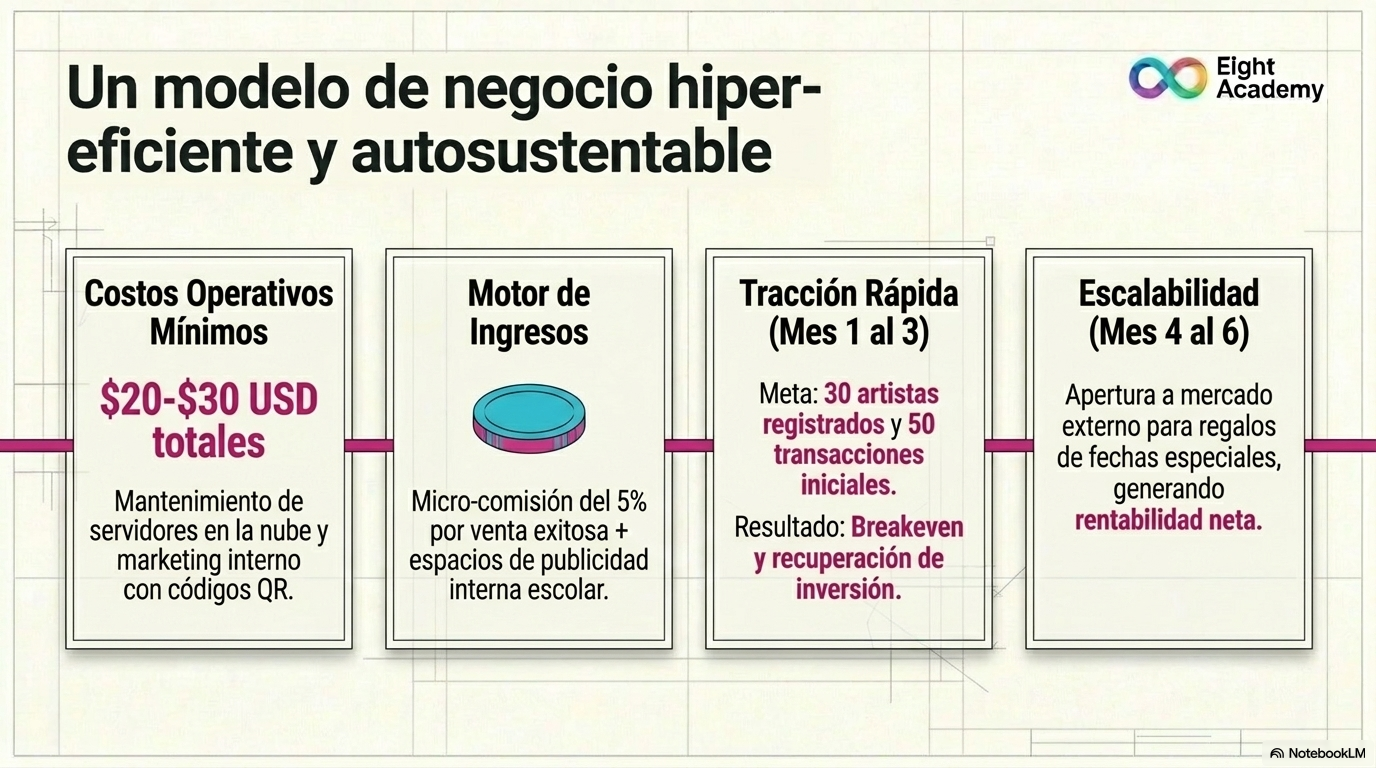 Un modelo de negocio hiper-
eficiente y autosustentable
Eight
Academy
Costos Operativos
Mínimos
$20-$30 USD
totales
Mantenimiento de
servidores en la nube y
marketing interno
con códigos QR.
Motor de
Ingresos
Micro-comisión del 5%
por venta exitosa +
espacios de publicidad
interna escolar.
Tracción Rápida
(Mes 1 al 3)
Meta: 30 artistas
registrados y 50
transacciones
iniciales.
Resultado: Breakeven
y recuperación de
inversión.
Escalabilidad
(Mes 4 al 6)
Apertura a mercado
externo para regalos
de fechas especiales,
generando
rentabilidad neta.
NotebookLM